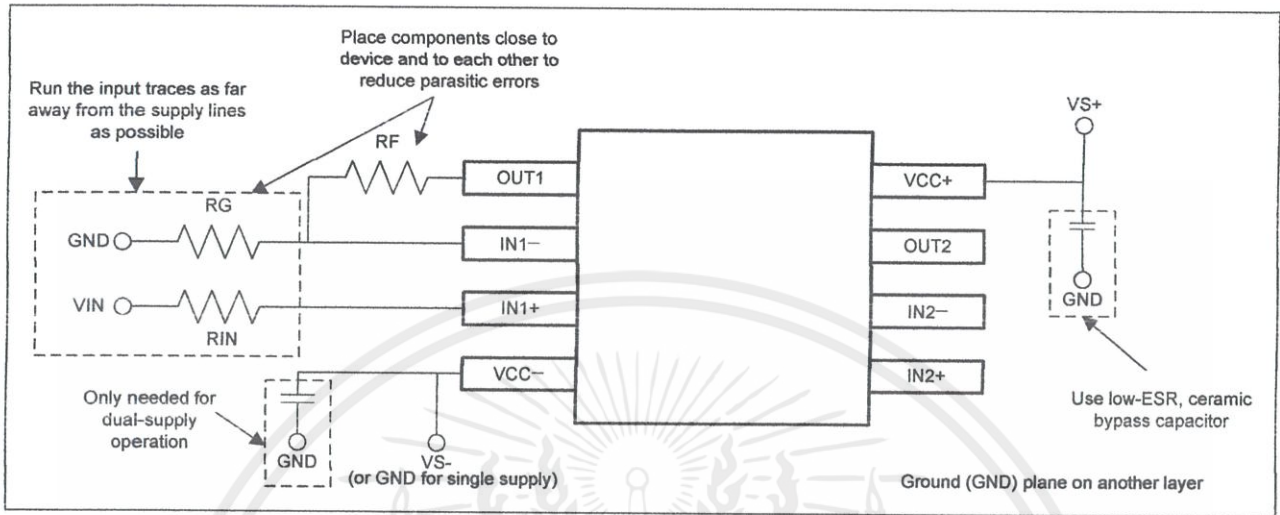 Place components close to
device and to each other to
reduce parasitic errors
Run the input traces as far
away from the supply lines
as possible
VS+
RF
OUT1
VCC+
RG
GND
IN1−
OUT2
VIN
RIN
IN1+
IN2−
GND
VCC−
IN2+
Only needed for
dual-supply
operation
GND
VS-
(or GND for single supply)
Use low-ESR, ceramic
bypass capacitor
Ground (GND) plane on another layer